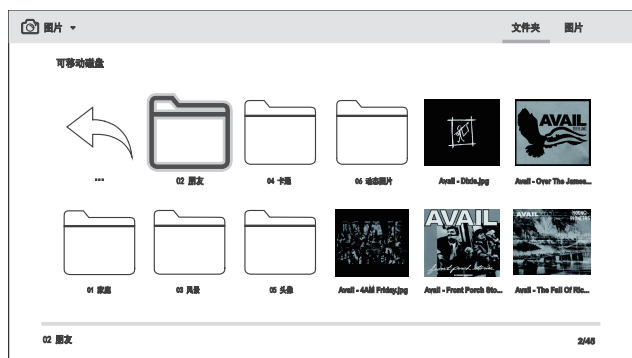 图片
文件夹 图片
可移动磁盘
AVAIL
... 02 朋友 04 卡通 06 动态图片 Avail - Dixie.jpg Avail - Over The James...
AVAIL
AVAIL
01 家庭 03 风景 05 头像 Avail - 4AM Friday.jpg Avail - Front Porch Sto... Avail - The Fall Of Ric...
02 朋友 2/45